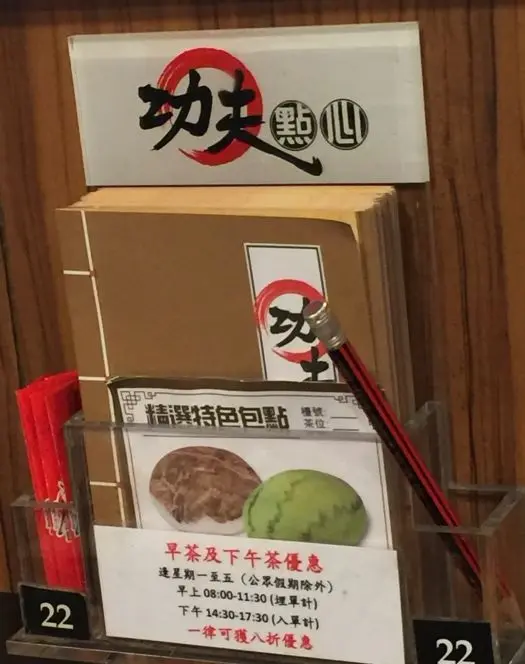 功夫點心
功夫
精選特色包點
檯號:
茶位:
早茶及下午茶優惠
逢星期一至五 (公眾假期除外)
早上 08:00-11:30 (埋單計)
下午 14:30-17:30 (入單計)
一律可獲八折優惠
22
22